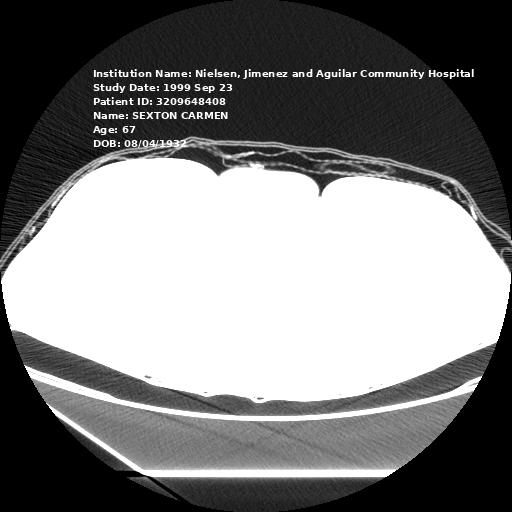 Institution Name: Nielsen, Jimenez and Aguilar Community Hospital
Study Date: 1999 Sep 23
Patient ID: 3209648408
Name: SEXTON CARMEN
Age: 67
DOB: 08/04/1932